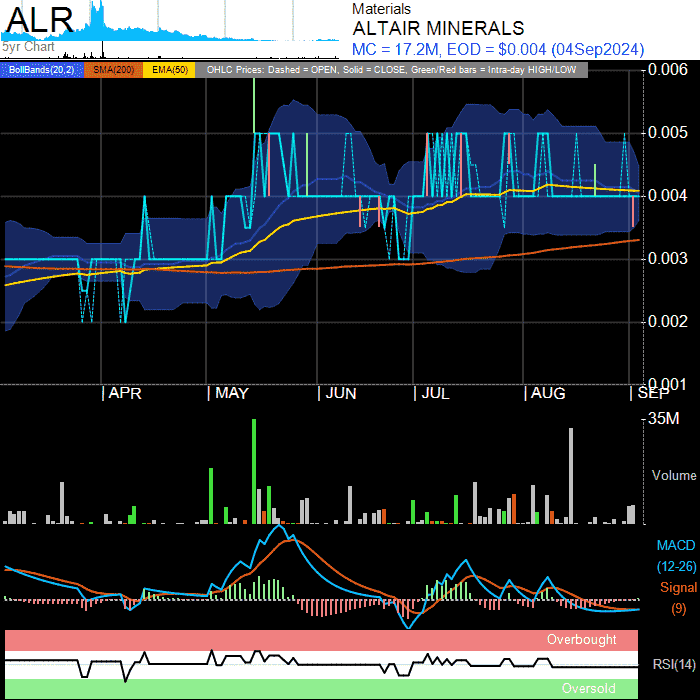 ALR
5yr Chart
Materials
ALTAIR MINERALS
MC = 17.2M, EOD = $0.004 (04Sep2024)
BollBands(20,2) SMA(200) EMA(50) OHLC Prices: Dashed = OPEN, Solid = CLOSE, Green/Red bars = Intra-day HIGH/LOW
0.006
0.005
0.004
0.003
0.002
0.001
APR MAY JUN JUL AUG SEP
35M
Volume
MACD
(12-26)
Signal
(9)
Overbought
RSI(14)
Oversold